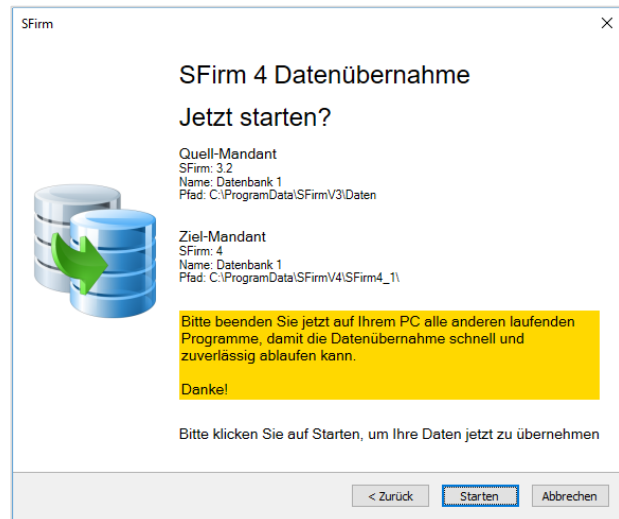 SFirm
SFirm 4 Datenübernahme
Jetzt starten?
Quell-Mandant
SFirm: 3.2
Name: Datenbank 1
Pfad: C:\ProgramData\SFirmV3\Daten
Ziel-Mandant
SFirm: 4
Name: Datenbank 1
Pfad: C:\ProgramData\SFirmV4\SFirm4_1\
Bitte beenden Sie jetzt auf Ihrem PC alle anderen laufenden
Programme, damit die Datenübernahme schnell und
zuverlässig ablaufen kann.
Danke!
Bitte klicken Sie auf Starten, um Ihre Daten jetzt zu übernehmen
< Zurück Starten Abbrechen